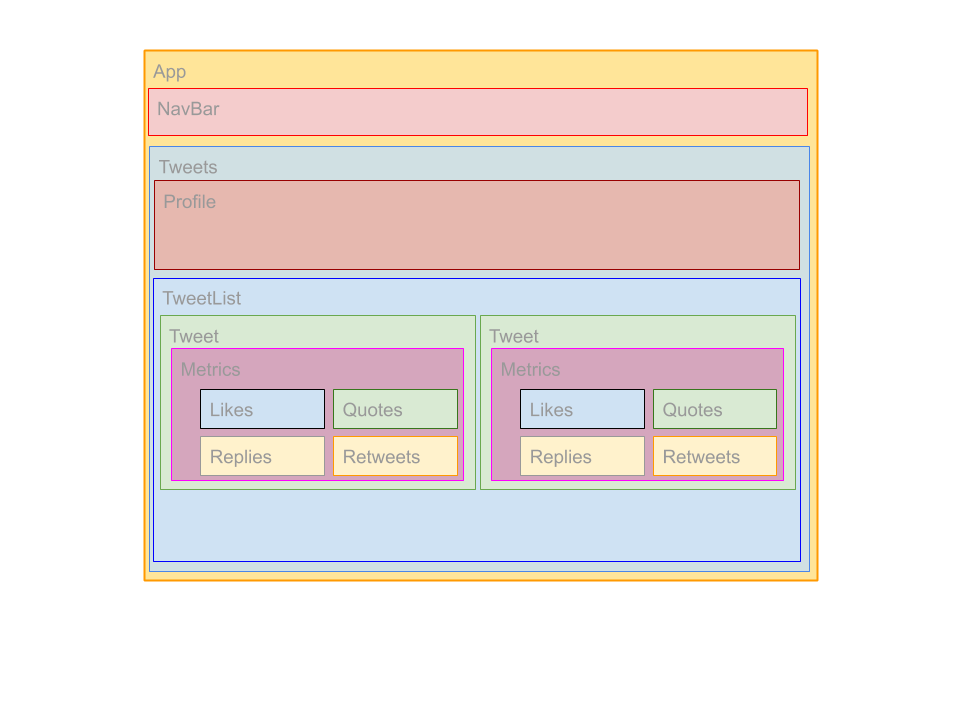 App
NavBar
Tweets
Profile
TweetList
Tweet
Metrics
Likes
Quotes
Replies
Retweets
Tweet
Metrics
Likes
Quotes
Replies
Retweets